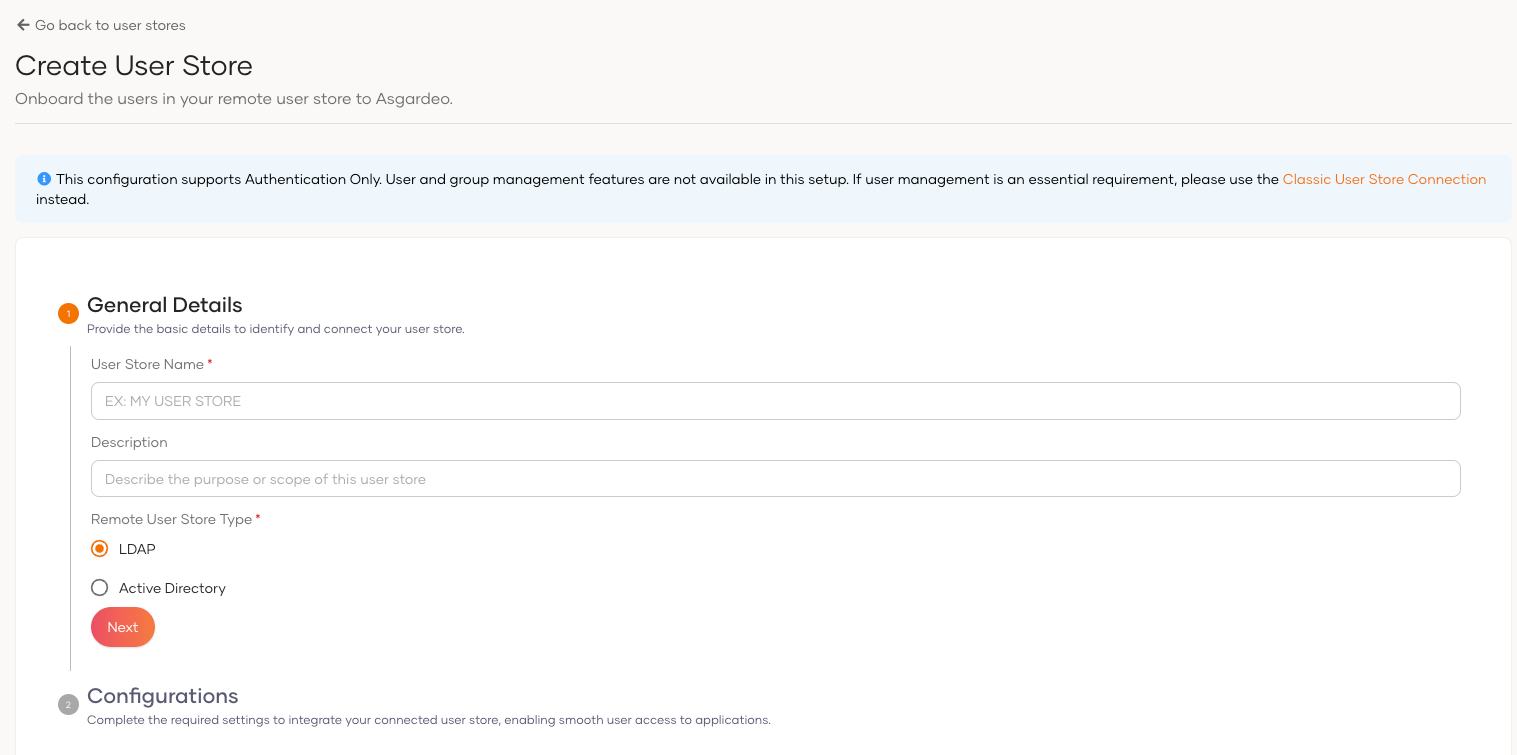 Go back to user stores
Create User Store
Onboard the users in your remote user store to Asgardeo.
This configuration supports Authentication Only. User and group management features are not available in this setup. If user management is an essential requirement, please use the Classic User Store Connection
instead.
1
General Details
Provide the basic details to identify and connect your user store.
User Store Name *
EX: MY USER STORE
Description
Describe the purpose or scope of this user store
Remote User Store Type *
LDAP
Active Directory
Next
2
Configurations
Complete the required settings to integrate your connected user store, enabling smooth user access to applications.